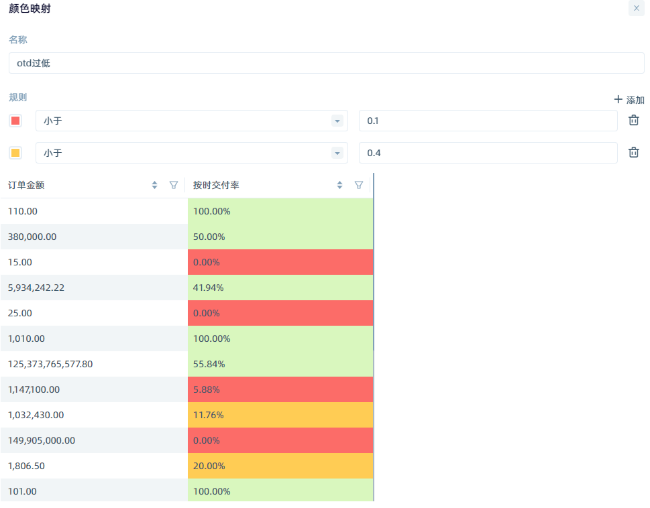 颜色映射
名称
otd过低
规则
添加
小于 0.1
小于 0.4
订单金额 按时交付率
110.00 100.00%
380,000.00 50.00%
15.00 0.00%
5,934,242.22 41.94%
25.00 0.00%
1,010.00 100.00%
125,373,765,577.80 55.84%
1,147,100.00 5.88%
1,032,430.00 11.76%
149,905,000.00 0.00%
1,806.50 20.00%
101.00 100.00%